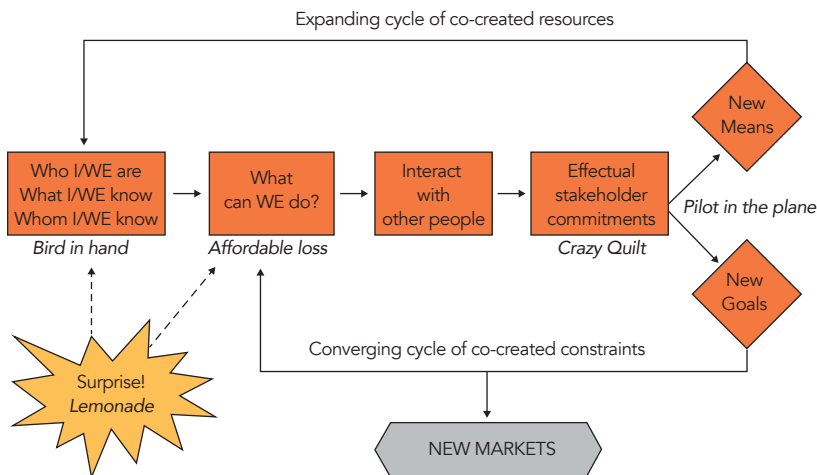 Expanding cycle of co-created resources
New
Means
Who I/WE are
What I/WE know
Whom I/WE know
Bird in hand
What
can WE do?
Affordable loss
Interact
with
other people
Effectual
stakeholder
commitments
Crazy Quilt
Pilot in the plane
New
Goals
Converging cycle of co-created constraints
Surprise!
Lemonade
NEW MARKETS